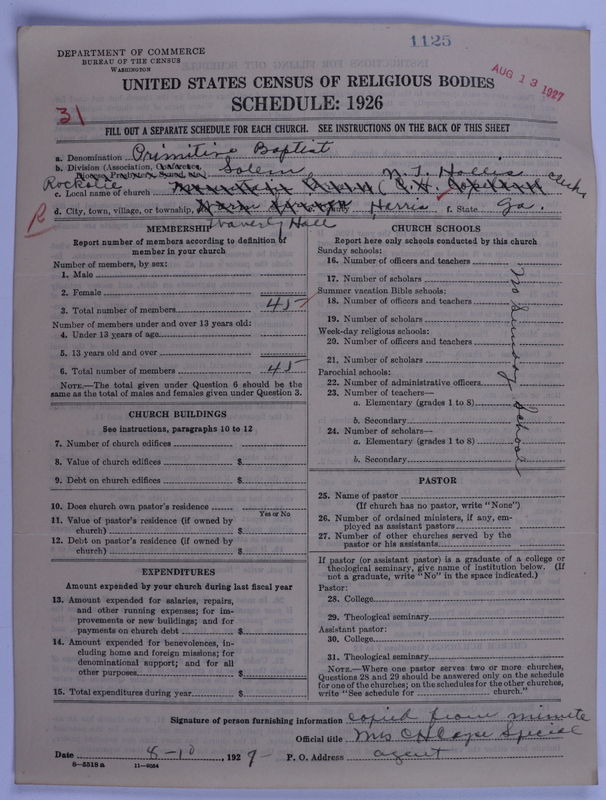 1125
DEPARTMENT OF COMMERCE
BUREAU OF THE CENSUS
WASHINGTON
AUG 13 1927
UNITED STATES CENSUS OF RELIGIOUS BODIES
SCHEDULE: 1926
31
FILL OUT A SEPARATE SCHEDULE FOR EACH CHURCH. SEE INSTRUCTIONS ON THE BACK OF THIS SHEET
a. Denomination Primitive Baptist
b. Division (Association, Conference, Salem N. T. Hollis clerk
c. Local name of church
R
d. City, town, village, or township, Harris f. State Ga.
Waverly Hall
MEMBERSHIP
Report number of members according to definition of
member in your church
Number of members, by sex:
1. Male
2. Female
3. Total number of members 45
Number of members under and over 13 years old:
4. Under 13 years of age
5. 13 years old and over
6. Total number of members 45
NOTE.—The total given under Question 6 should be the
same as the total of males and females given under Question 3.
CHURCH BUILDINGS
See instructions, paragraphs 10 to 12
7. Number of church edifices
8. Value of church edifices $
9. Debt on church edifices $
10. Does church own pastor's residence
Yes or No
11. Value of pastor's residence (if owned by
church) $
12. Debt on pastor's residence (if owned by
church) $
EXPENDITURES
Amount expended by your church during last fiscal year
13. Amount expended for salaries, repairs,
and other running expenses; for im-
provements or new buildings; and for
payments on church debt $
14. Amount expended for benevolences, in-
cluding home and foreign missions; for
denominational support; and for all
other purposes $
15. Total expenditures during year $
CHURCH SCHOOLS
Report here only schools conducted by this church
Sunday schools:
16. Number of officers and teachers
17. Number of scholars
Summer vacation Bible schools:
18. Number of officers and teachers
19. Number of scholars
Week-day religious schools:
20. Number of officers and teachers
21. Number of scholars
Parochial schools:
22. Number of administrative officers
23. Number of teachers—
a. Elementary (grades 1 to 8)
b. Secondary
24. Number of scholars—
a. Elementary (grades 1 to 8)
b. Secondary
No Sunday Schools
PASTOR
25. Name of pastor
(If church has no pastor, write "None")
26. Number of ordained ministers, if any, em-
ployed as assistant pastors
27. Number of other churches served by the
pastor or his assistants
If pastor (or assistant pastor) is a graduate of a college or
theological seminary, give name of institution below. (If
not a graduate, write "No" in the space indicated.)
Pastor:
28. College
29. Theological seminary
Assistant pastor:
30. College
31. Theological seminary
NOTE.—Where one pastor serves two or more churches,
Questions 28 and 29 should be answered only on the schedule
for one of the churches; on the schedules for the other churches,
write "See schedule for church."
Signature of person furnishing information copied from minute
Official title Mrs Special
Date 8-10, 1927 P. O. Address agent
6—5518 a 11—9054